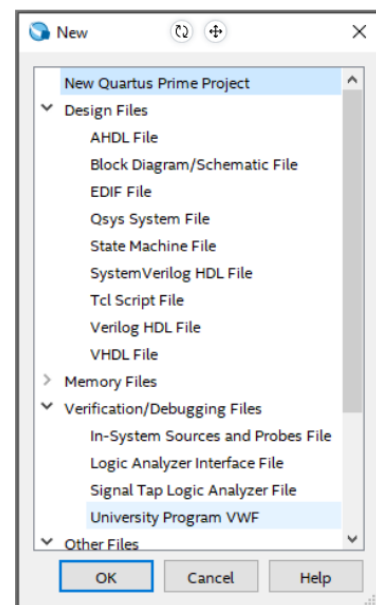 New
New Quartus Prime Project
Design Files
AHDL File
Block Diagram/Schematic File
EDIF File
Qsys System File
State Machine File
SystemVerilog HDL File
Tcl Script File
Verilog HDL File
VHDL File
Memory Files
Verification/Debugging Files
In-System Sources and Probes File
Logic Analyzer Interface File
Signal Tap Logic Analyzer File
University Program VWF
Other Files
OK Cancel Help